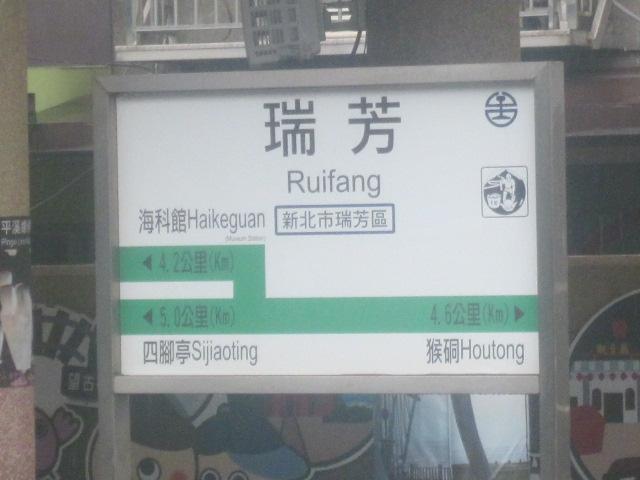 瑞芳
Ruifang
海科館Haikeguan
(Museum Station)
新北市瑞芳區
◀ 4.2公里(Km)
◀ 5.0公里(Km)
4.6公里(Km) ▶
四腳亭Sijiaoting
猴硐Houtong